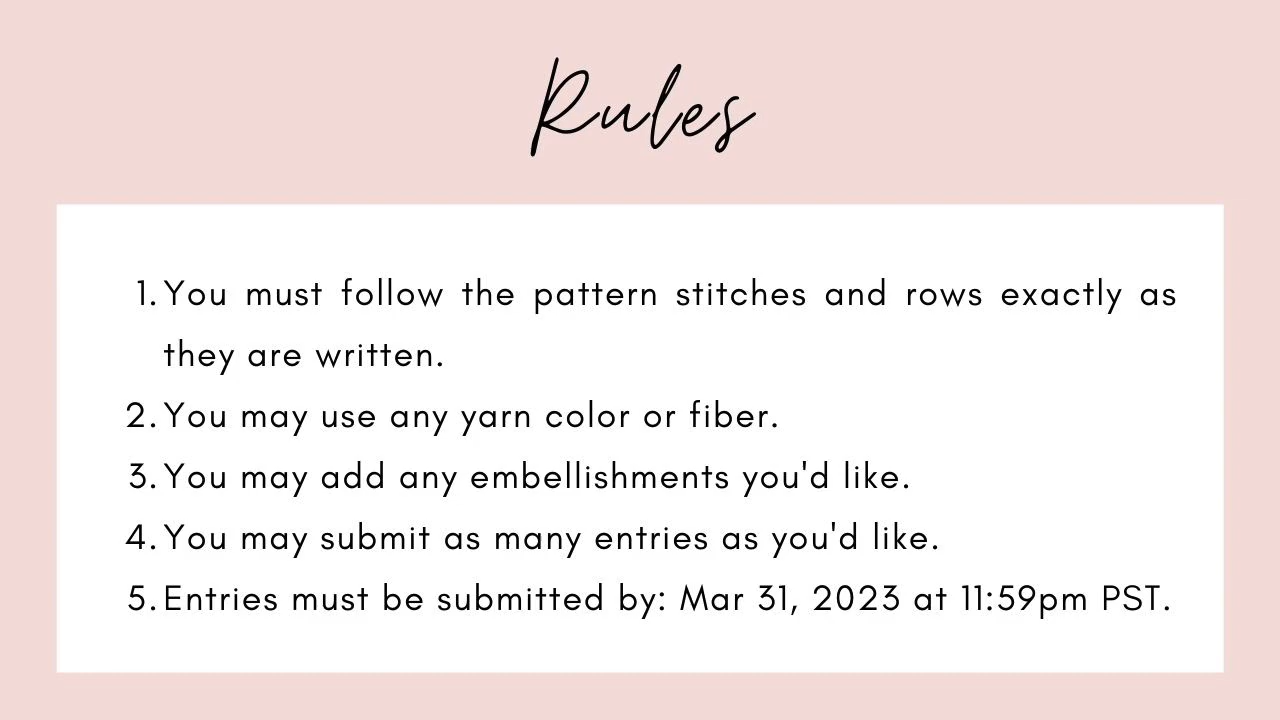 Rules
1. You must follow the pattern stitches and rows exactly as
they are written.
2. You may use any yarn color or fiber.
3. You may add any embellishments you'd like.
4. You may submit as many entries as you'd like.
5. Entries must be submitted by: Mar 31, 2023 at 11:59pm PST.